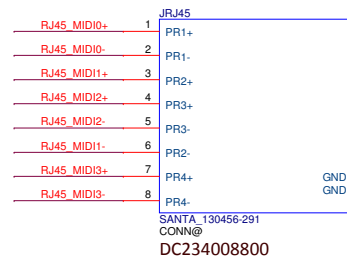 JRJ45
RJ45_MIDI0+ 1 PR1+
RJ45_MIDI0- 2 PR1-
RJ45_MIDI1+ 3 PR2+
RJ45_MIDI2+ 4 PR3+
RJ45_MIDI2- 5 PR3-
RJ45_MIDI1- 6 PR2-
RJ45_MIDI3+ 7 PR4+ GND
GND
RJ45_MIDI3- 8 PR4-
SANTA_130456-291
CONN@
DC234008800